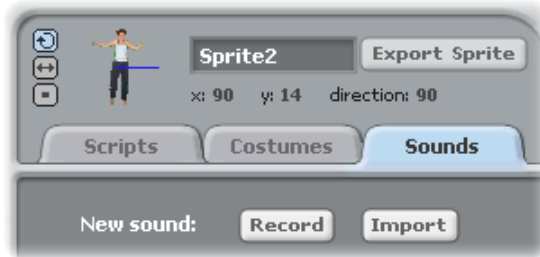 Sprite2 Export Sprite
x: 90 y: 14 direction: 90
Scripts Costumes Sounds
New sound: Record Import